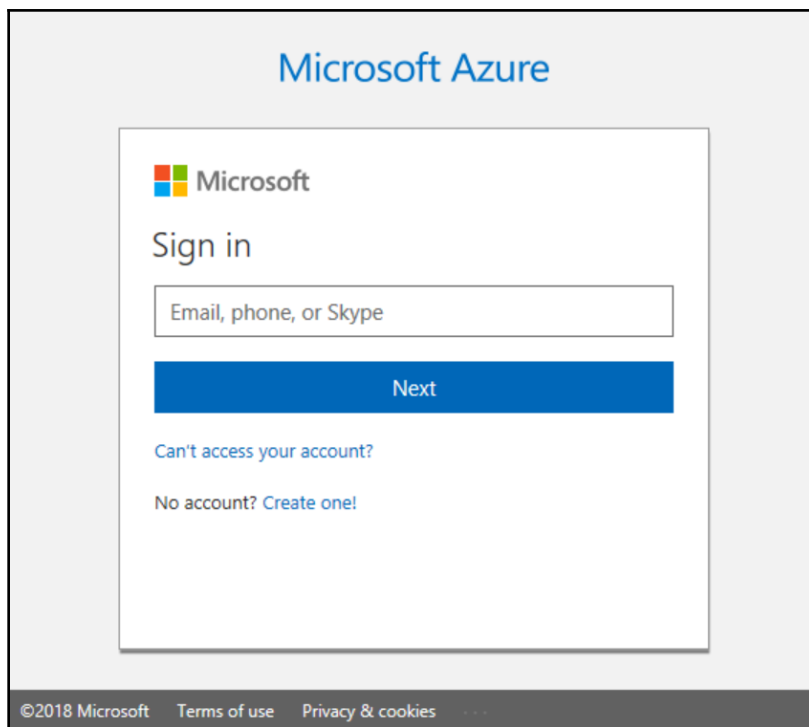 Microsoft Azure
Microsoft
Sign in
Email, phone, or Skype
Next
Can't access your account?
No account? Create one!
©2018 Microsoft Terms of use Privacy & cookies ...